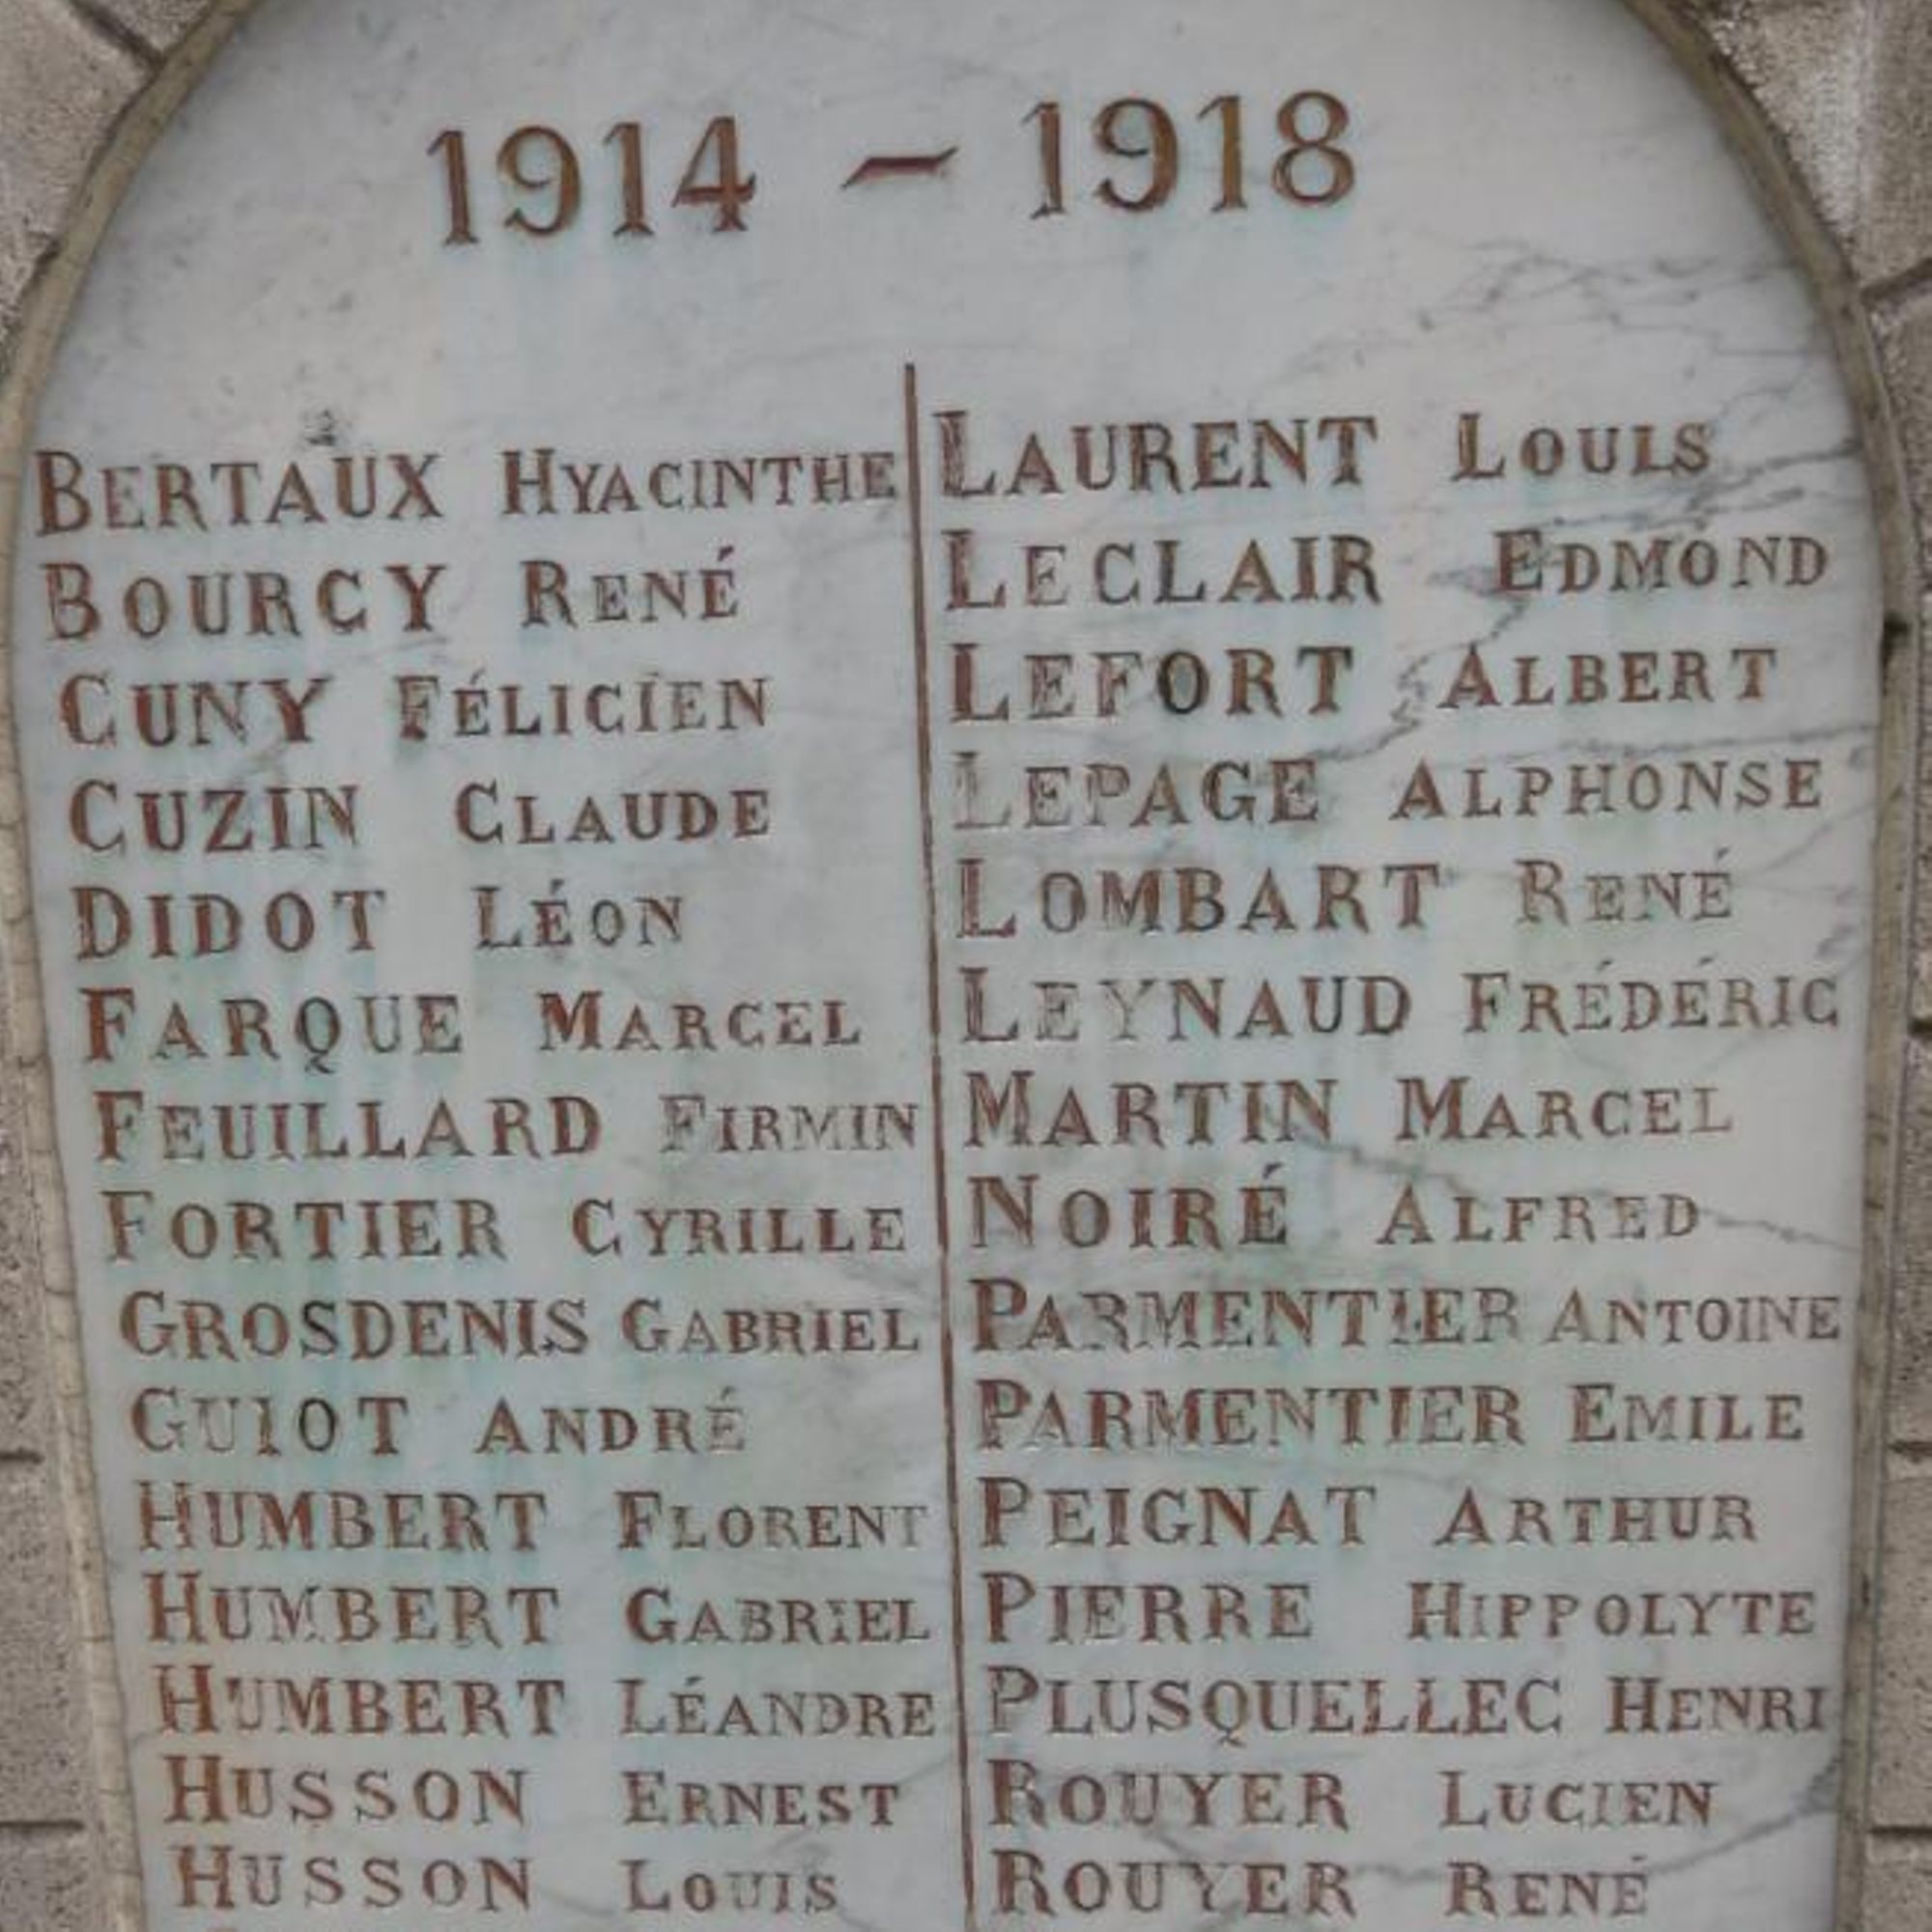 1914 - 1918
BERTAUX HYACINTHE
BOURCY RENÉ
CUNY FÉLICIEN
CUZIN CLAUDE
DIDOT LÉON
FARQUE MARCEL
FEUILLARD FIRMIN
FORTIER CYRILLE
GROSDENIS GABRIEL
GUIOT ANDRÉ
HUMBERT FLORENT
HUMBERT GABRIEL
HUMBERT LÉANDRE
HUSSON ERNEST
HUSSON LOUIS
LAURENT LOUIS
LECLAIR EDMOND
LEFORT ALBERT
LEPAGE ALPHONSE
LOMBART RENÉ
LEYNAUD FRÉDÉRIC
MARTIN MARCEL
NOIRÉ ALFRED
PARMENTIER ANTOINE
PARMENTIER EMILE
PEIGNAT ARTHUR
PIERRE HIPPOLYTE
PLUSQUELLEC HENRI
ROUYER LUCIEN
ROUYER RENÉ